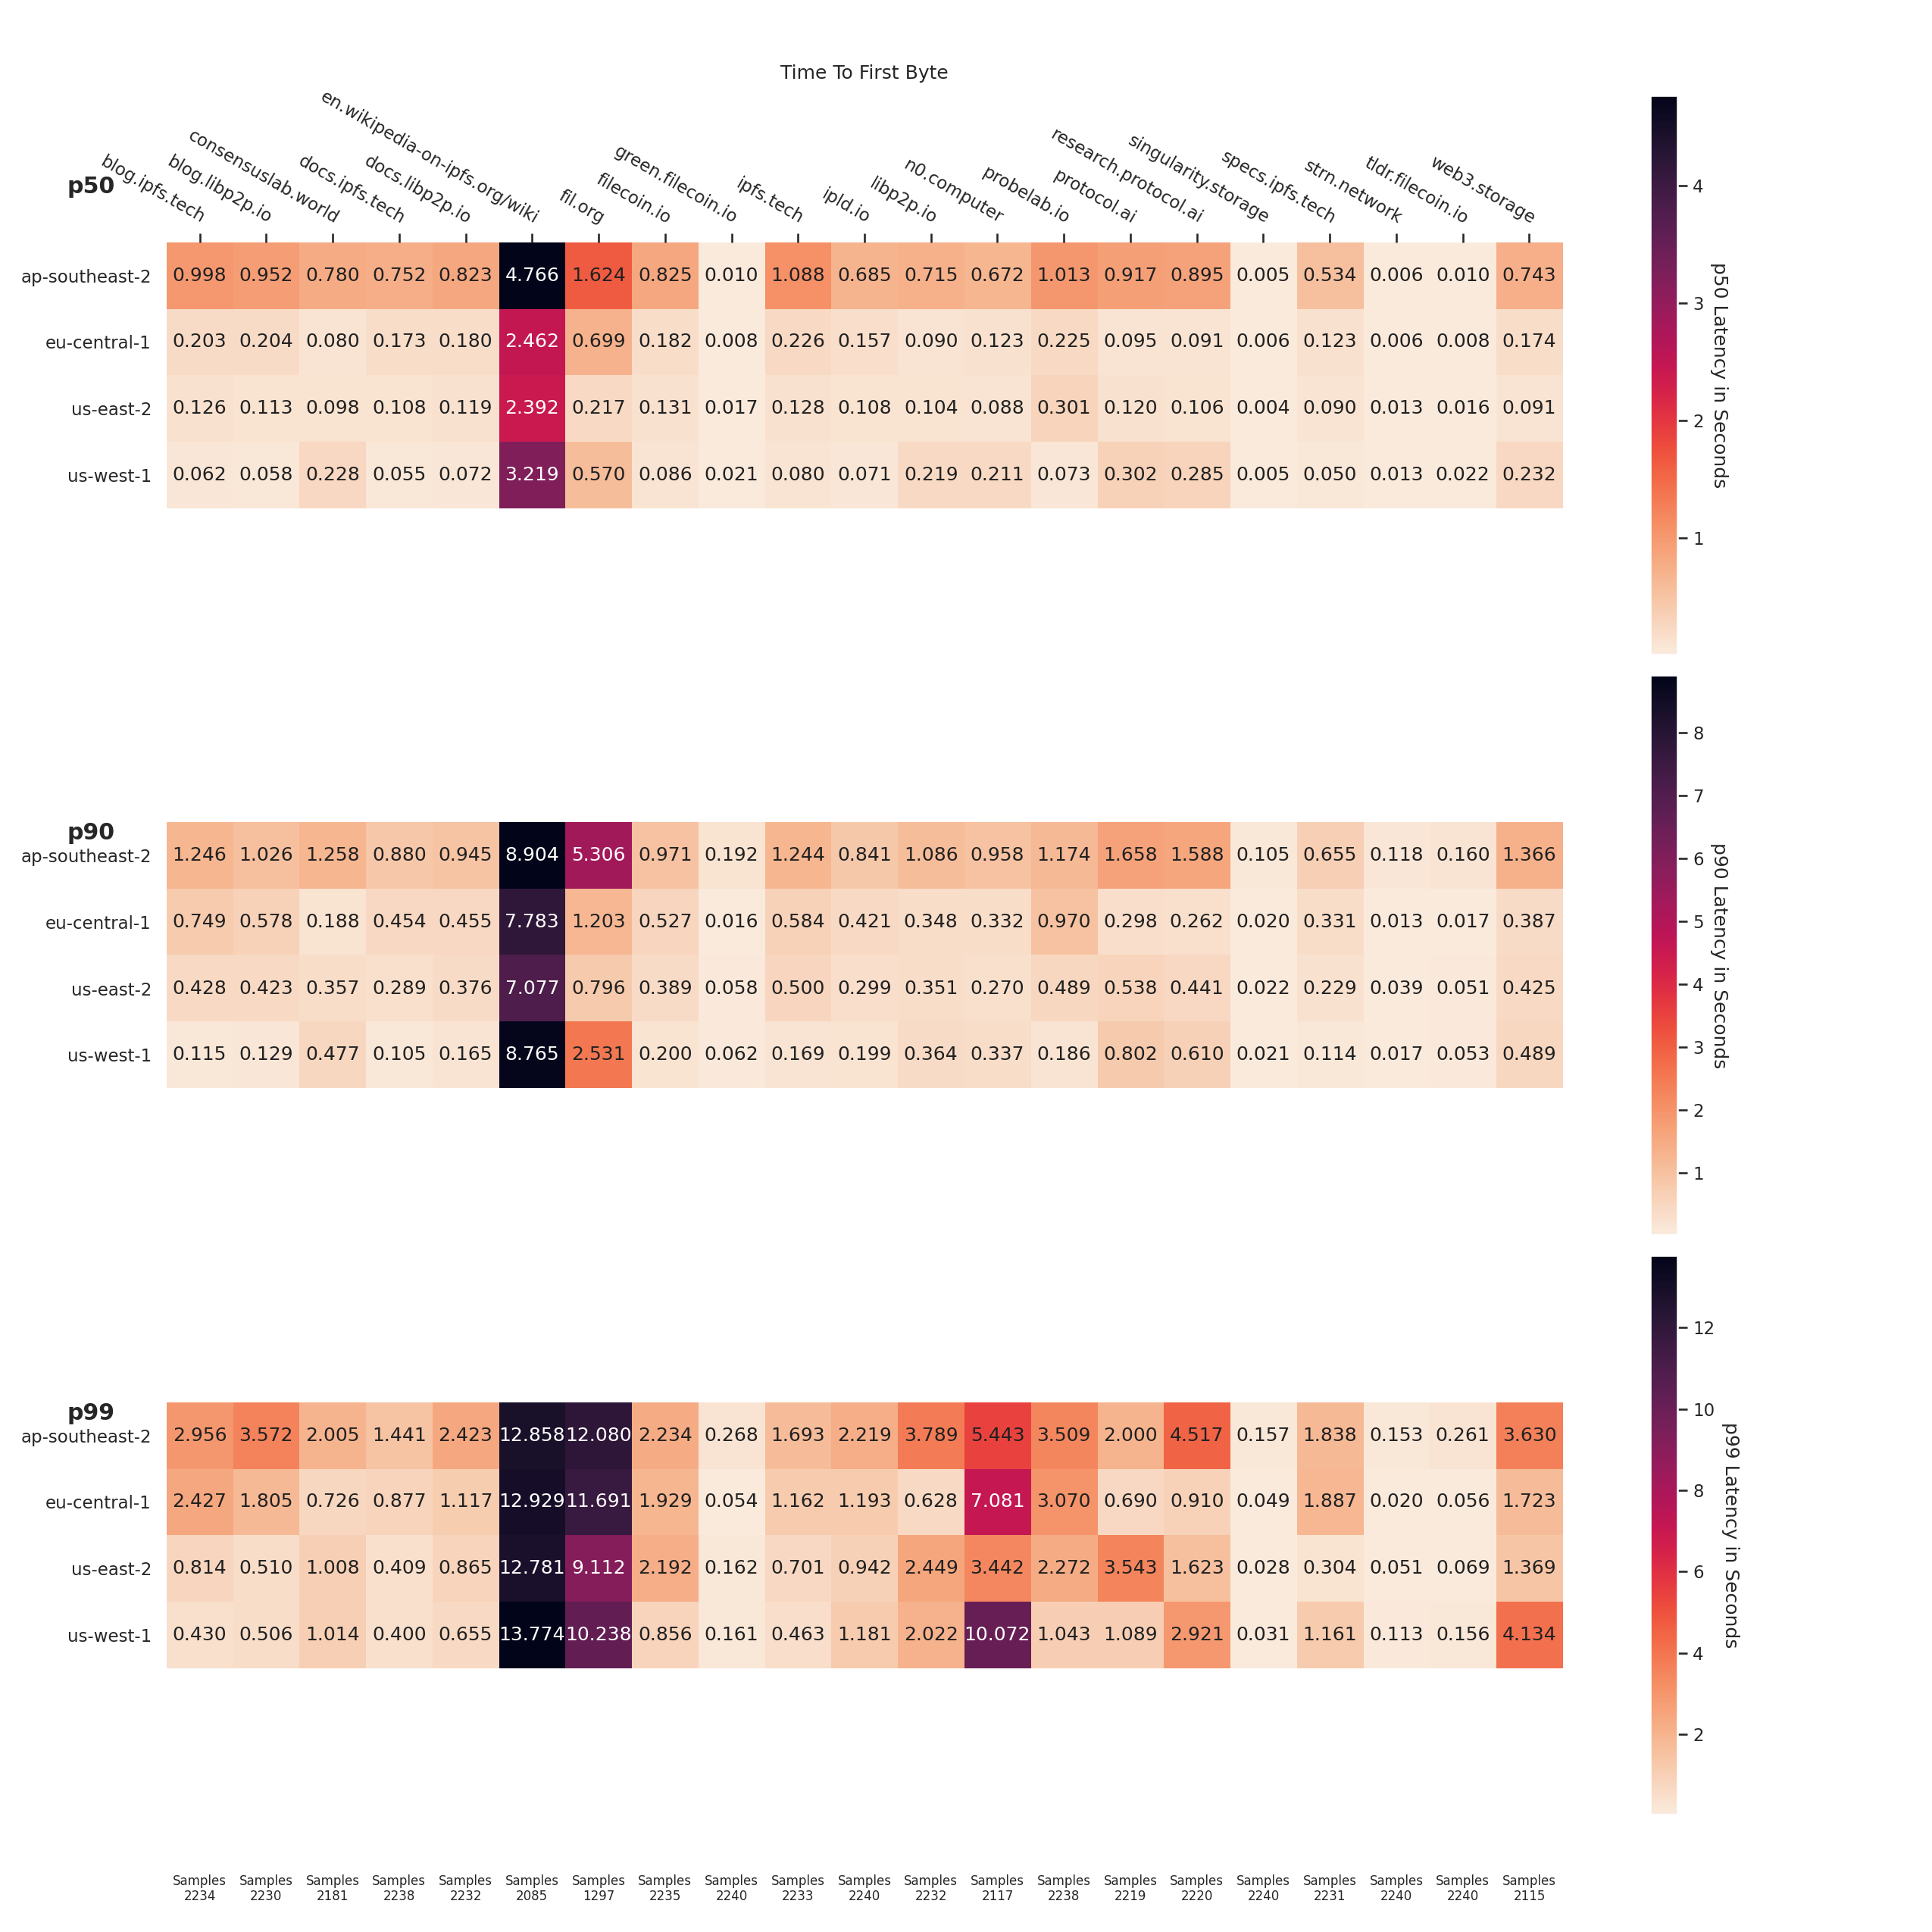 Time To First Byte
p50
blog.ipfs.tech
blog.libp2p.io
consensuslab.world
docs.ipfs.tech
docs.libp2p.io
en.wikipedia-on-ipfs.org/wiki
fil.org
filecoin.io
green.filecoin.io
ipfs.tech
ipld.io
libp2p.io
n0.computer
probelab.io
protocol.ai
research.protocol.ai
singularity.storage
specs.ipfs.tech
strn.network
tldr.filecoin.io
web3.storage
ap-southeast-2 0.998 0.952 0.780 0.752 0.823 4.766 1.624 0.825 0.010 1.088 0.685 0.715 0.672 1.013 0.917 0.895 0.005 0.534 0.006 0.010 0.743
eu-central-1 0.203 0.204 0.080 0.173 0.180 2.462 0.699 0.182 0.008 0.226 0.157 0.090 0.123 0.225 0.095 0.091 0.006 0.123 0.006 0.008 0.174
us-east-2 0.126 0.113 0.098 0.108 0.119 2.392 0.217 0.131 0.017 0.128 0.108 0.104 0.088 0.301 0.120 0.106 0.004 0.090 0.013 0.016 0.091
us-west-1 0.062 0.058 0.228 0.055 0.072 3.219 0.570 0.086 0.021 0.080 0.071 0.219 0.211 0.073 0.302 0.285 0.005 0.050 0.013 0.022 0.232
4
3
2
1
p50 Latency in Seconds
p90
ap-southeast-2 1.246 1.026 1.258 0.880 0.945 8.904 5.306 0.971 0.192 1.244 0.841 1.086 0.958 1.174 1.658 1.588 0.105 0.655 0.118 0.160 1.366
eu-central-1 0.749 0.578 0.188 0.454 0.455 7.783 1.203 0.527 0.016 0.584 0.421 0.348 0.332 0.970 0.298 0.262 0.020 0.331 0.013 0.017 0.387
us-east-2 0.428 0.423 0.357 0.289 0.376 7.077 0.796 0.389 0.058 0.500 0.299 0.351 0.270 0.489 0.538 0.441 0.022 0.229 0.039 0.051 0.425
us-west-1 0.115 0.129 0.477 0.105 0.165 8.765 2.531 0.200 0.062 0.169 0.199 0.364 0.337 0.186 0.802 0.610 0.021 0.114 0.017 0.053 0.489
8
7
6
5
4
3
2
1
p90 Latency in Seconds
p99
ap-southeast-2 2.956 3.572 2.005 1.441 2.423 12.858 12.080 2.234 0.268 1.693 2.219 3.789 5.443 3.509 2.000 4.517 0.157 1.838 0.153 0.261 3.630
eu-central-1 2.427 1.805 0.726 0.877 1.117 12.929 11.691 1.929 0.054 1.162 1.193 0.628 7.081 3.070 0.690 0.910 0.049 1.887 0.020 0.056 1.723
us-east-2 0.814 0.510 1.008 0.409 0.865 12.781 9.112 2.192 0.162 0.701 0.942 2.449 3.442 2.272 3.543 1.623 0.028 0.304 0.051 0.069 1.369
us-west-1 0.430 0.506 1.014 0.400 0.655 13.774 10.238 0.856 0.161 0.463 1.181 2.022 10.072 1.043 1.089 2.921 0.031 1.161 0.113 0.156 4.134
12
10
8
6
4
2
p99 Latency in Seconds
Samples Samples Samples Samples Samples Samples Samples Samples Samples Samples Samples Samples Samples Samples Samples Samples Samples Samples Samples Samples Samples
2234 2230 2181 2238 2232 2085 1297 2235 2240 2233 2240 2232 2117 2238 2219 2220 2240 2231 2240 2240 2115